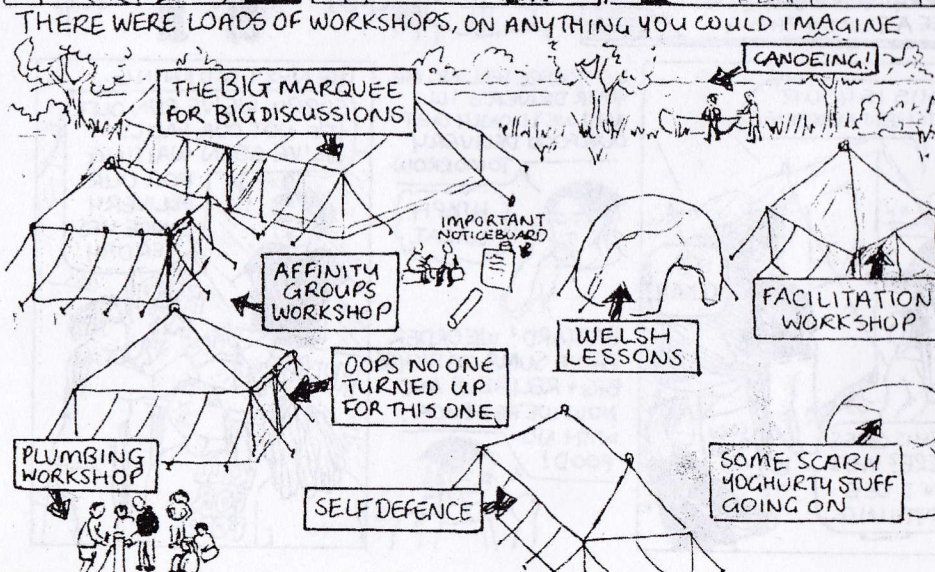 THERE WERE LOADS OF WORKSHOPS, ON ANYTHING YOU COULD IMAGINE
CANOEING!
THE BIG MARQUEE
FOR BIG DISCUSSIONS
IMPORTANT
NOTICEBOARD
AFFINITY
GROUPS
WORKSHOP
WELSH
LESSONS
FACILITATION
WORKSHOP
OOPS NO ONE
TURNED UP
FOR THIS ONE
PLUMBING
WORKSHOP
SELF DEFENCE
SOME SCARY
YOGHURTY STUFF
GOING ON